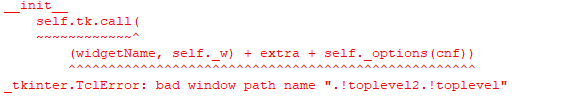 __init__
self.tk.call(
~~~~~~~~~~~~^
(widgetName, self._w) + extra + self._options(cnf))
^^^^^^^^^^^^^^^^^^^^^^^^^^^^^^^^^^^^^^^^^^^^^^^^^^^
_tkinter.TclError: bad window path name ".!toplevel2.!toplevel"